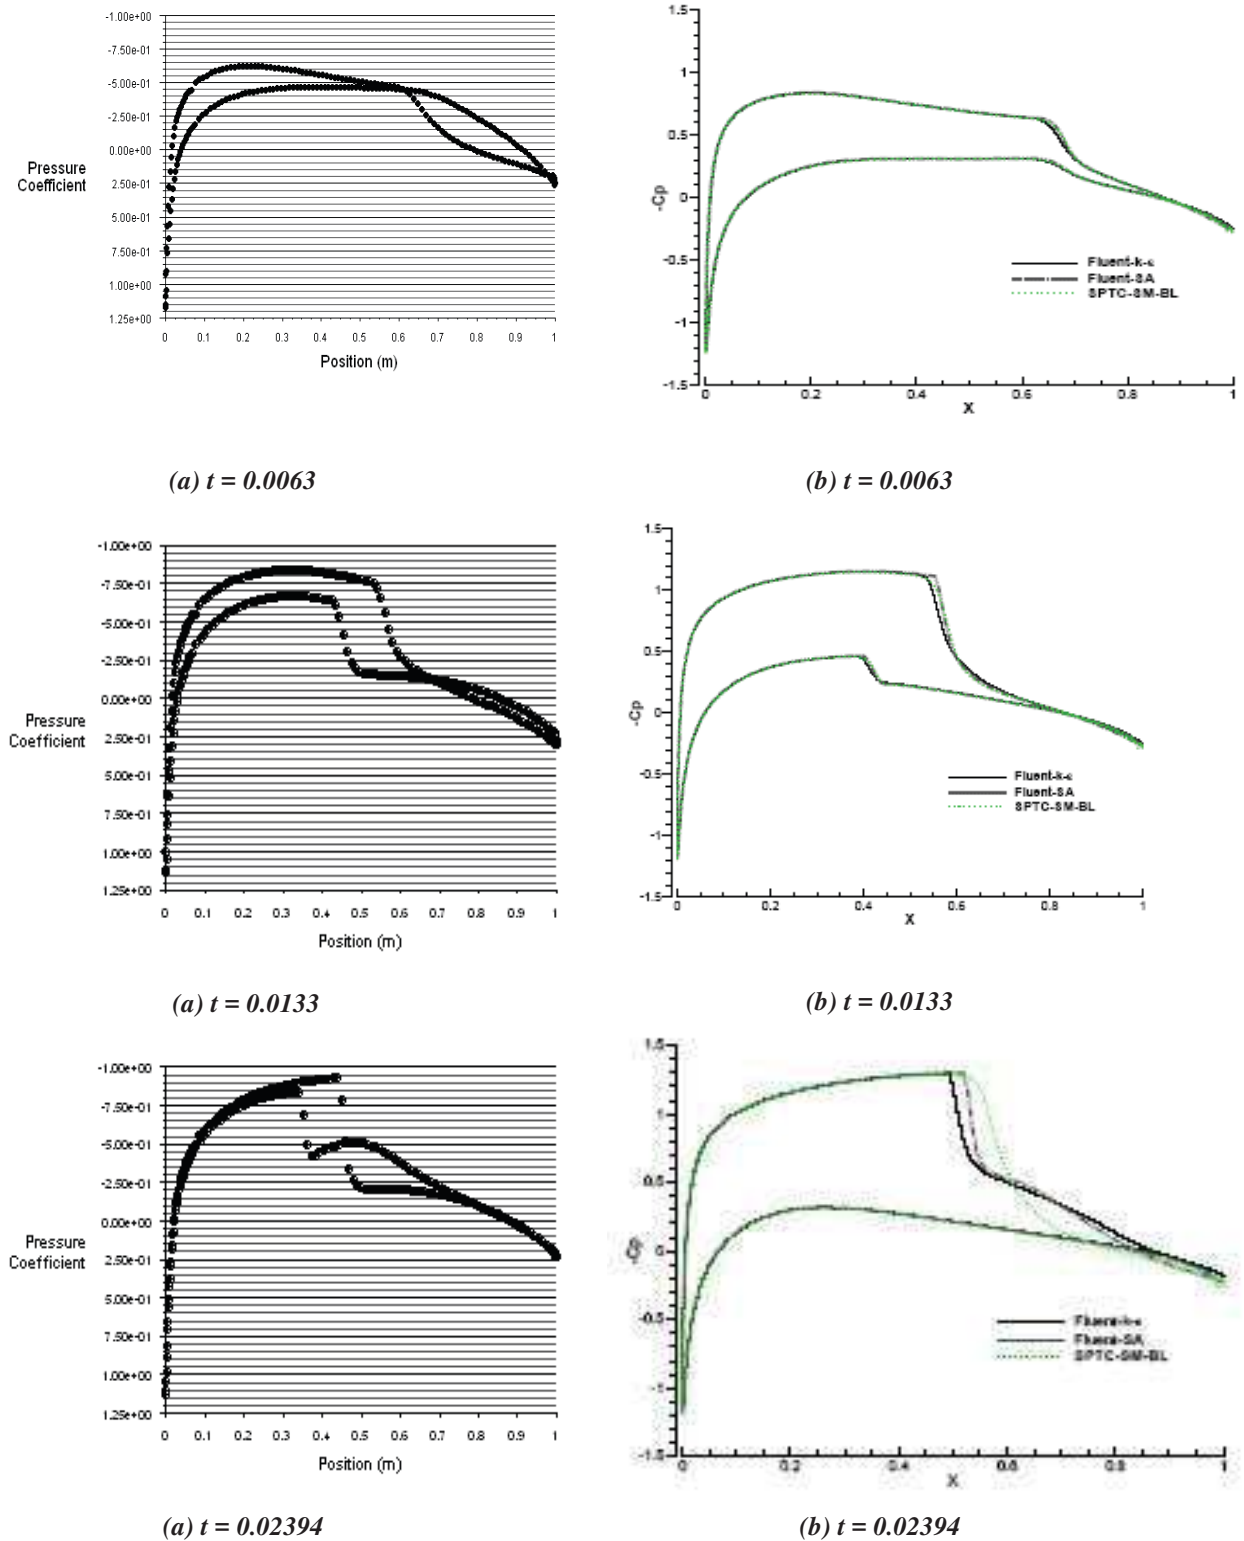 -1.00e+00
-7.50e-01
-5.00e-01
-2.50e-01
0.00e+00
2.50e-01
5.00e-01
7.50e-01
1.00e+00
1.25e+00
Pressure
Coefficient
0 0.1 0.2 0.3 0.4 0.5 0.6 0.7 0.8 0.9 1
Position (m)
1.5
1
0.5
0
-0.5
-1
-1.5
-Cp
Fluent-k-ε
Fluent-SA
SPTC-SM-BL
0 0.2 0.4 0.6 0.8 1
X
(a) t = 0.0063
(b) t = 0.0063
-1.00e+00
-7.50e-01
-5.00e-01
-2.50e-01
0.00e+00
2.50e-01
5.00e-01
7.50e-01
1.00e+00
1.25e+00
Pressure
Coefficient
0 0.1 0.2 0.3 0.4 0.5 0.6 0.7 0.8 0.9 1
Position (m)
1.5
1
0.5
0
-0.5
-1
-1.5
-Cp
Fluent-k-ε
Fluent-SA
SPTC-SM-BL
0 0.2 0.4 0.6 0.8 1
X
(a) t = 0.0133
(b) t = 0.0133
-1.00e+00
-7.50e-01
-5.00e-01
-2.50e-01
0.00e+00
2.50e-01
5.00e-01
7.50e-01
1.00e+00
1.25e+00
Pressure
Coefficient
0 0.1 0.2 0.3 0.4 0.5 0.6 0.7 0.8 0.9 1
Position (m)
1.5
1
0.5
0
-0.5
-1
-1.5
-Cp
Fluent-k-ε
Fluent-SA
SPTC-SM-BL
0 0.2 0.4 0.6 0.8 1
X
(a) t = 0.02394
(b) t = 0.02394